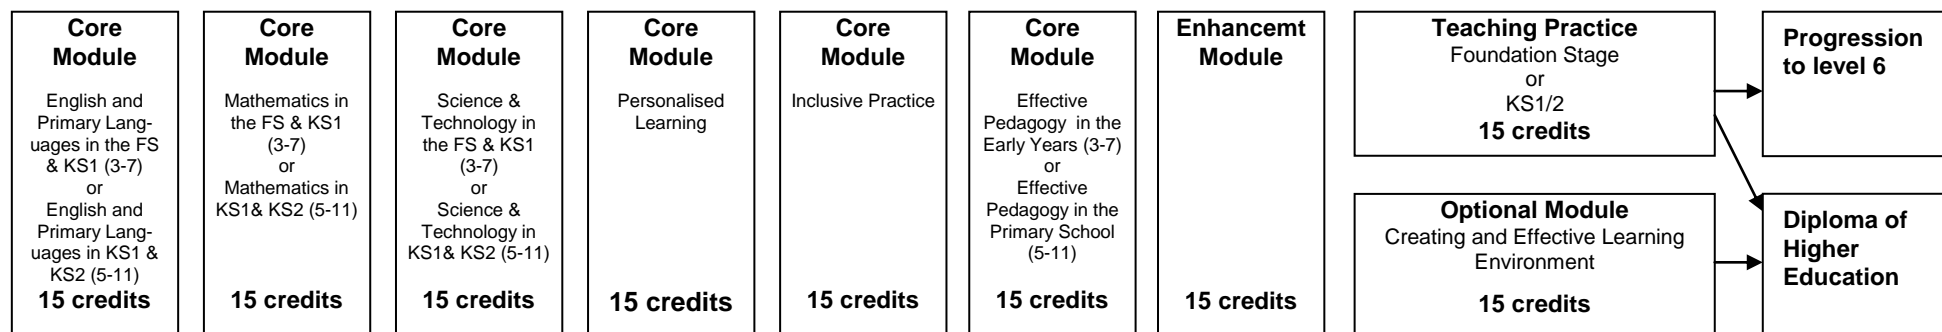 Core
Module
English and
Primary Lang-
uages in the FS
& KS1 (3-7)
or
English and
Primary Lang-
uages in KS1 &
KS2 (5-11)
15 credits
Core
Module
Mathematics in
the FS & KS1
(3-7)
or
Mathematics in
KS1& KS2 (5-11)
15 credits
Core
Module
Science &
Technology in
the FS & KS1
(3-7)
or
Science &
Technology in
KS1& KS2 (5-11)
15 credits
Core
Module
Personalised
Learning
15 credits
Core
Module
Inclusive Practice
15 credits
Core
Module
Effective
Pedagogy in the
Early Years (3-7)
or
Effective
Pedagogy in the
Primary School
(5-11)
15 credits
Enhancemt
Module
15 credits
Teaching Practice
Foundation Stage
or
KS1/2
15 credits
Optional Module
Creating and Effective Learning
Environment
15 credits
Progression
to level 6
Diploma of
Higher
Education